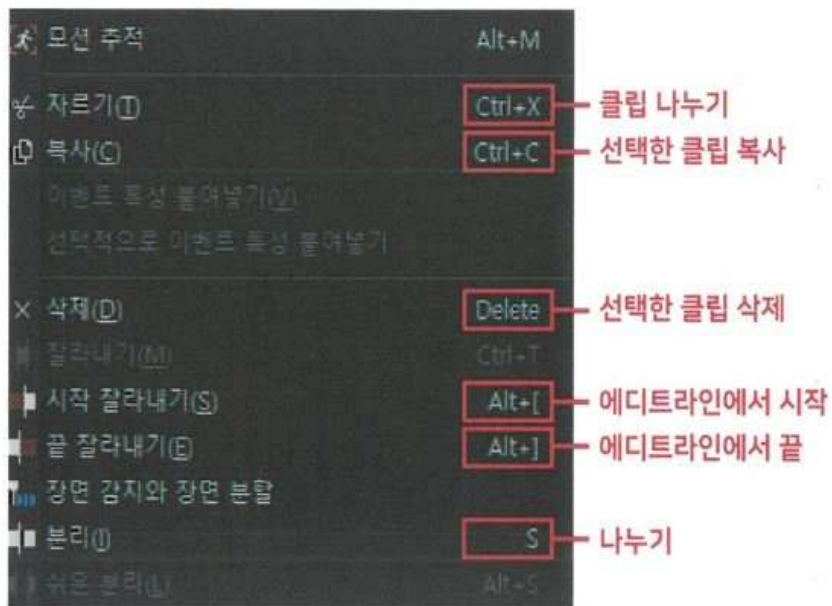 모션 추적 Alt+M
자르기(T) Ctrl+X 클립 나누기
복사(C) Ctrl+C 선택한 클립 복사
이벤트 특성 붙여넣기(V)
선택적으로 이벤트 특성 붙여넣기
삭제(D) Delete 선택한 클립 삭제
잘라내기(M) Ctrl+T
시작 잘라내기(S) Alt+[ 에디트라인에서 시작
끝 잘라내기(E) Alt+] 에디트라인에서 끝
장면 감지와 장면 분할
분리(I) S 나누기
쉬운 분리(L) Alt+S